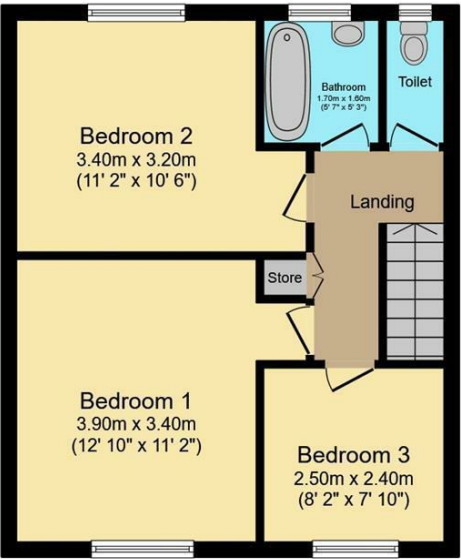 Bathroom
1.70m x 1.60m
(5' 7" x 5' 3")
Toilet
Bedroom 2
3.40m x 3.20m
(11' 2" x 10' 6")
Landing
Store
Bedroom 1
3.90m x 3.40m
(12' 10" x 11' 2")
Bedroom 3
2.50m x 2.40m
(8' 2" x 7' 10")